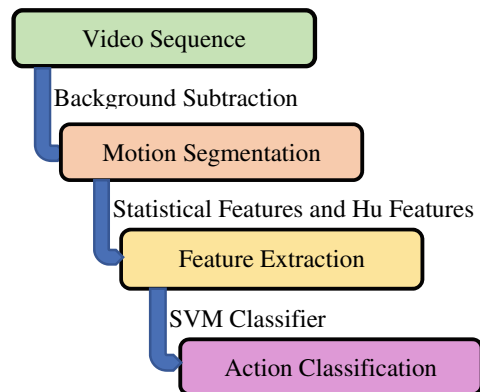 Video Sequence
Background Subtraction
Motion Segmentation
Statistical Features and Hu Features
Feature Extraction
SVM Classifier
Action Classification